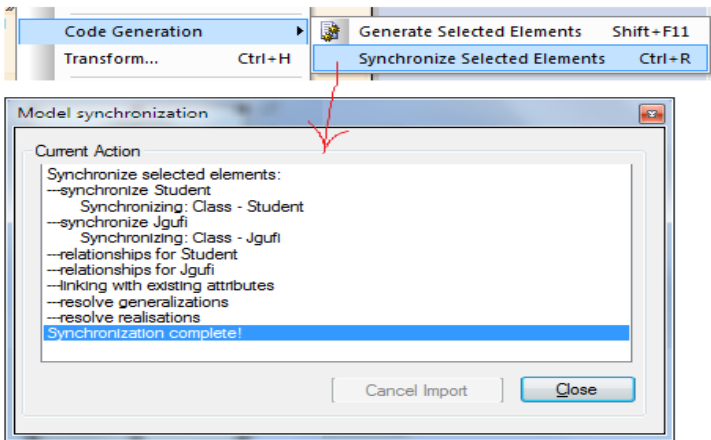 Code Generation
Generate Selected Elements Shift+F11
Transform... Ctrl+H
Synchronize Selected Elements Ctrl+R
Model synchronization
Current Action
Synchronize selected elements:
---synchronize Student
Synchronizing: Class - Student
---synchronize Jgufi
Synchronizing: Class - Jgufi
---relationships for Student
---relationships for Jgufi
---linking with existing attributes
---resolve generalizations
---resolve realisations
Synchronization complete!
Cancel Import
Close